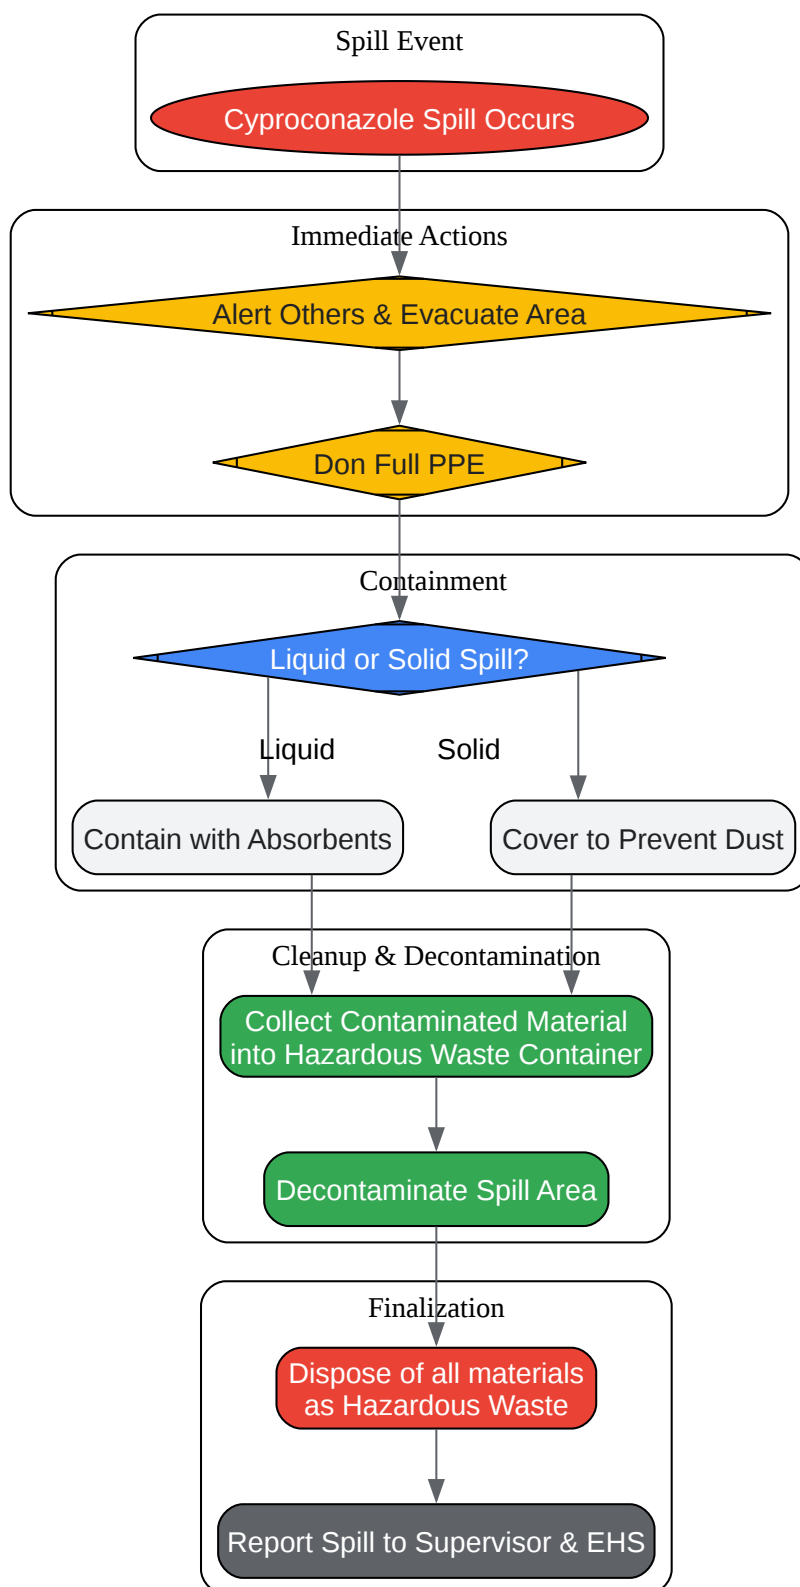 Spill Event
Cyproconazole Spill Occurs
Immediate Actions
Alert Others & Evacuate Area
Don Full PPE
Containment
Liquid or Solid Spill?
Liquid
Solid
Contain with Absorbents
Cover to Prevent Dust
Cleanup & Decontamination
Collect Contaminated Material
into Hazardous Waste Container
Decontaminate Spill Area
Finalization
Dispose of all materials
as Hazardous Waste
Report Spill to Supervisor & EHS